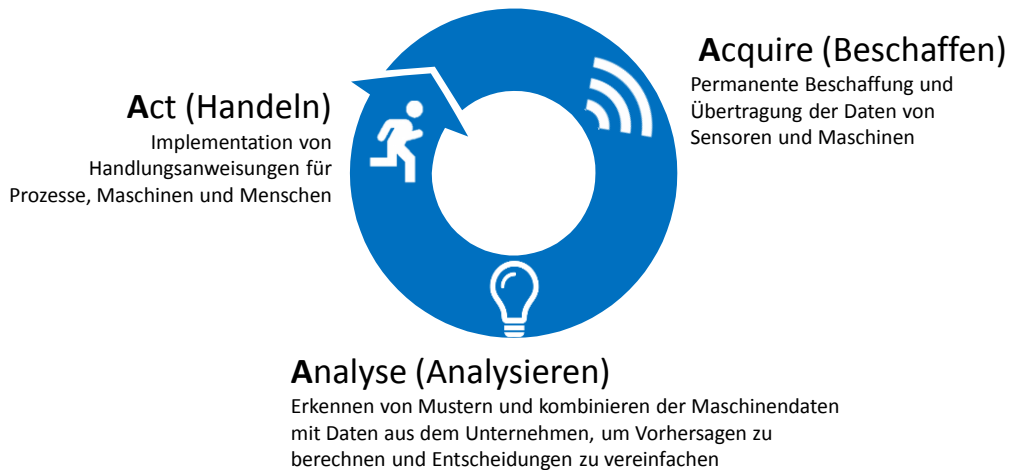 Acquire (Beschaffen)
Permanente Beschaffung und
Übertragung der Daten von
Sensoren und Maschinen
Act (Handeln)
Implementation von
Handlungsanweisungen für
Prozesse, Maschinen und Menschen
Analyse (Analysieren)
Erkennen von Mustern und kombinieren der Maschinendaten
mit Daten aus dem Unternehmen, um Vorhersagen zu
berechnen und Entscheidungen zu vereinfachen